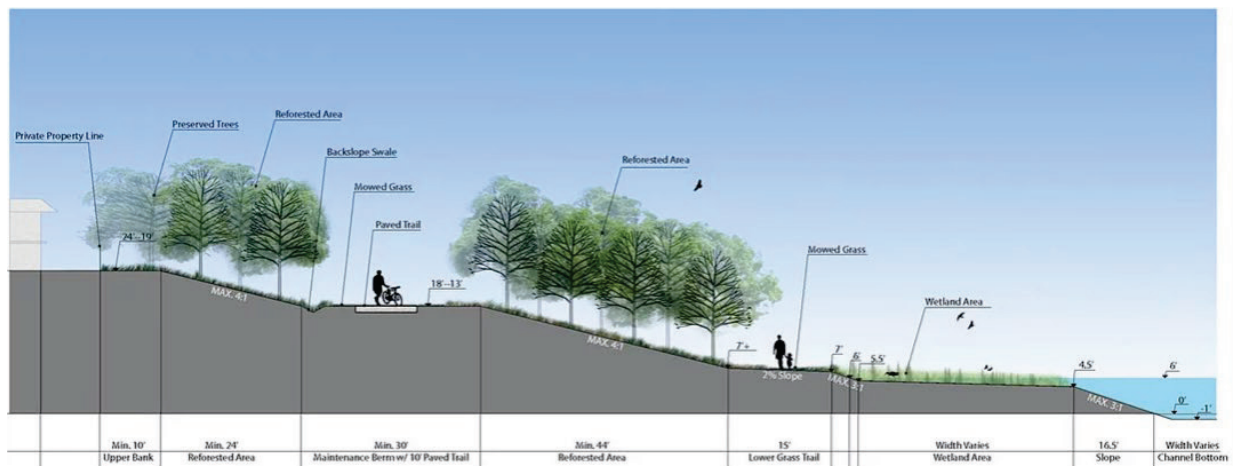 Private Property Line
Preserved Trees
Reforested Area
Backslope Swale
Mowed Grass
Paved Trail
Reforested Area
Mowed Grass
Wetland Area
24'-19'
MAX. 4:1
18'-13'
MAX. 4:1
7'+
2% Slope
7'
MAX. 3:1
6'
5.5'
4.5'
MAX. 3:1
6'
0'
-1'
Min. 10'
Upper Bank
Min. 24'
Reforested Area
Min. 30'
Maintenance Berm w/ 10' Paved Trail
Min. 44'
Reforested Area
15'
Lower Grass Trail
Width Varies
Wetland Area
16.5'
Slope
Width Varies
Channel Bottom